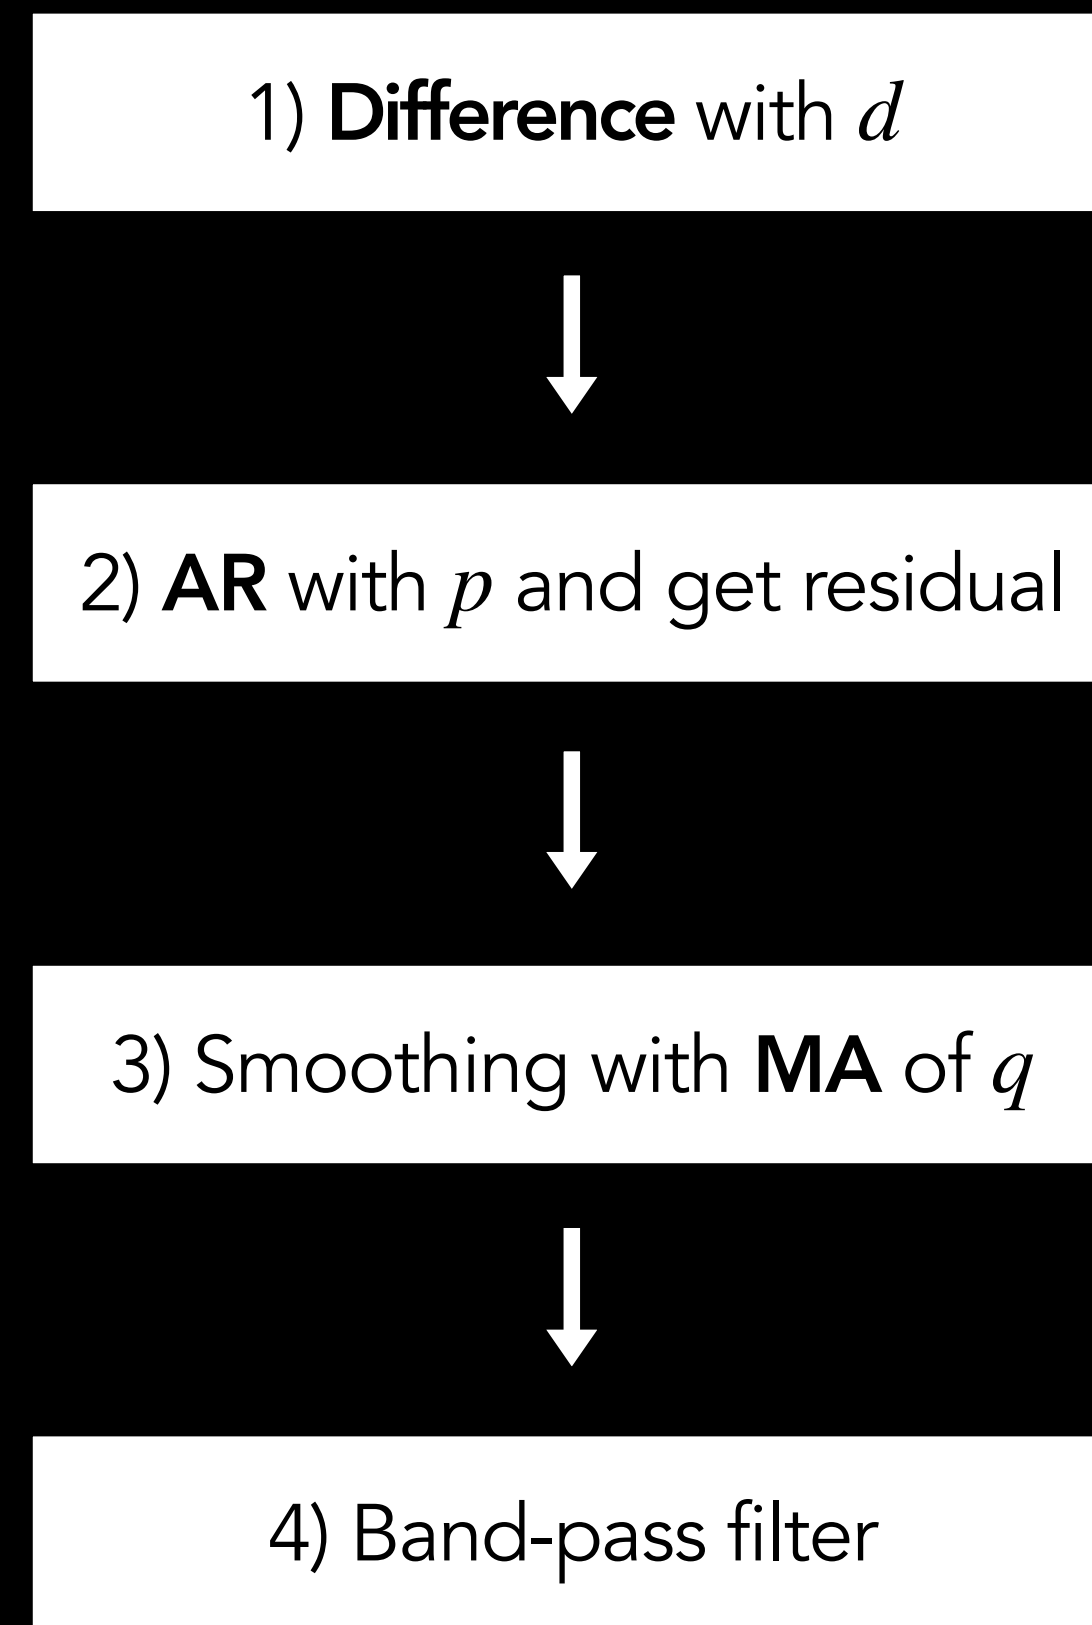 1) Difference with d
2) AR with p and get residual
3) Smoothing with MA of q
4) Band-pass filter